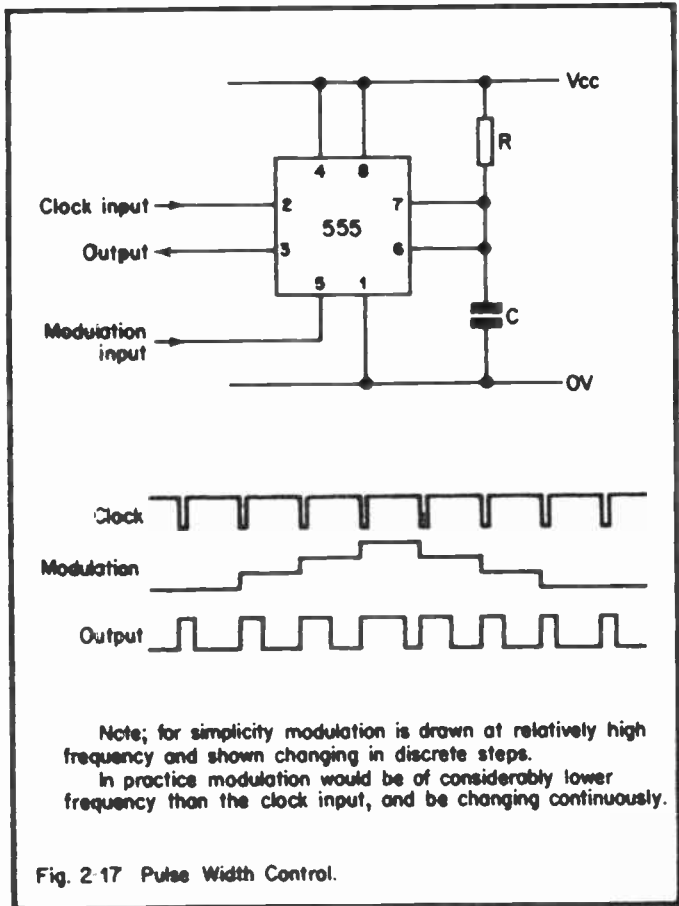 Vcc
R
4 8
Clock input
2
7
555
Output
3
6
5 1
C
Modulation
input
0V
Clock
Modulation
Output
Note; for simplicity modulation is drawn at relatively high
frequency and shown changing in discrete steps.
In practice modulation would be of considerably lower
frequency than the clock input, and be changing continuously.
Fig. 2-17 Pulse Width Control.